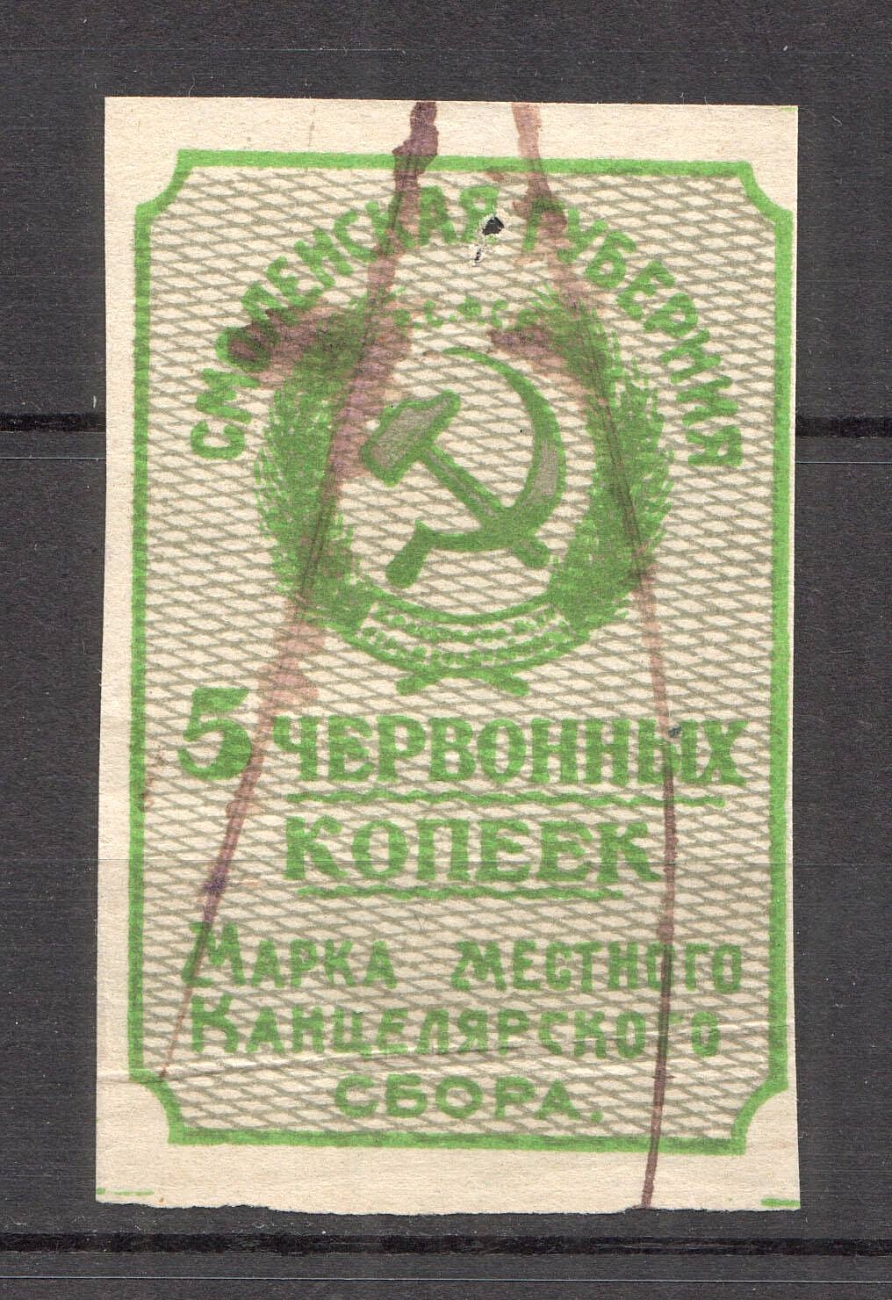 СМОЛЕНСКАЯ ГУБЕРНИЯ
5 ЧЕРВОННЫХ
КОПЕЕК
МАРКА МЕСТНОГО
КАНЦЕЛЯРСКОГО
СБОРА.